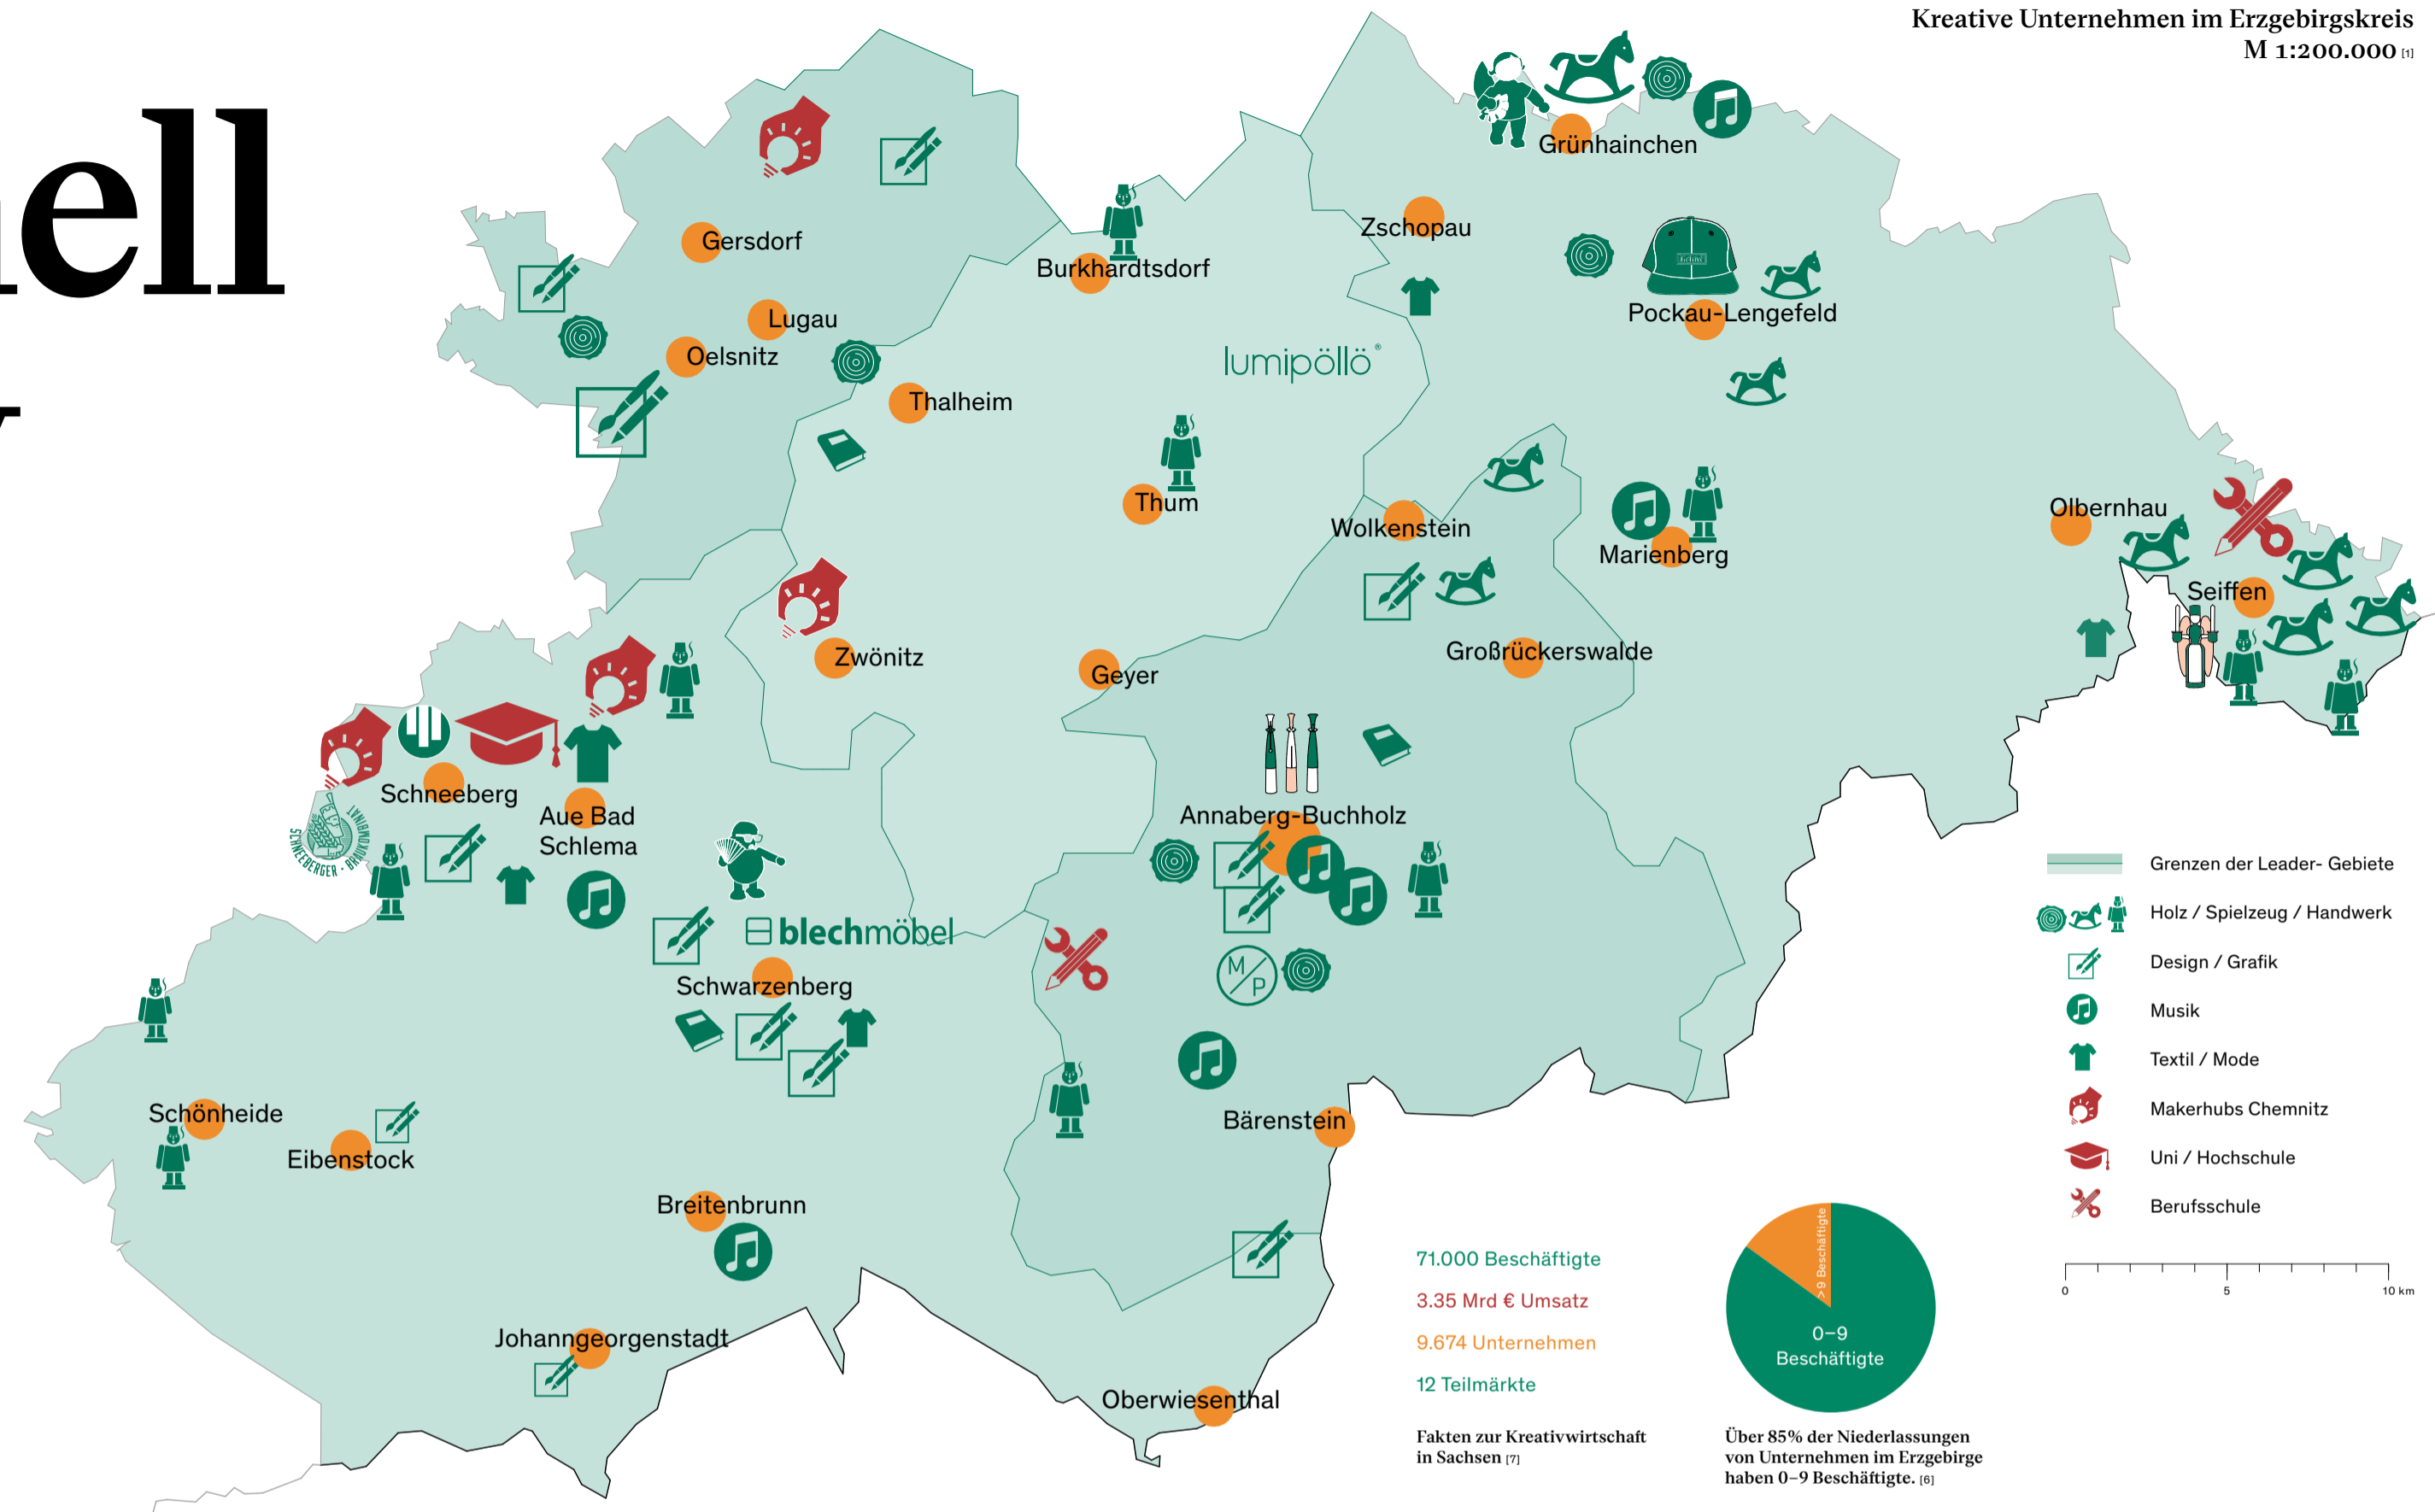 Kreative Unternehmen im Erzgebirgskreis
M 1:200.000 [1]
ell
Grünhainchen
Zschopau
Gersdorf
Burkhardtsdorf
Pockau-Lengefeld
Lugau
Oelsnitz
lumipöllö®
Thalheim
Thum
Wolkenstein
Marienberg
Olbernhau
Seiffen
Zwönitz
Geyer
Großrückerswalde
Schneeberg
Aue Bad
Schlema
SCHNEEBERGER · BRAUKOMBINAT
Annaberg-Buchholz
blechmöbel
M/P
Schwarzenberg
Schönheide
Eibenstock
Bärenstein
Breitenbrunn
Johanngeorgenstadt
Oberwiesenthal
Grenzen der Leader- Gebiete
Holz / Spielzeug / Handwerk
Design / Grafik
Musik
Textil / Mode
Makerhubs Chemnitz
Uni / Hochschule
Berufsschule
0 5 10 km
71.000 Beschäftigte
3.35 Mrd € Umsatz
9.674 Unternehmen
12 Teilmärkte
Fakten zur Kreativwirtschaft
in Sachsen [7]
> 9 Beschäftigte
0–9
Beschäftigte
Über 85% der Niederlassungen
von Unternehmen im Erzgebirge
haben 0–9 Beschäftigte. [6]